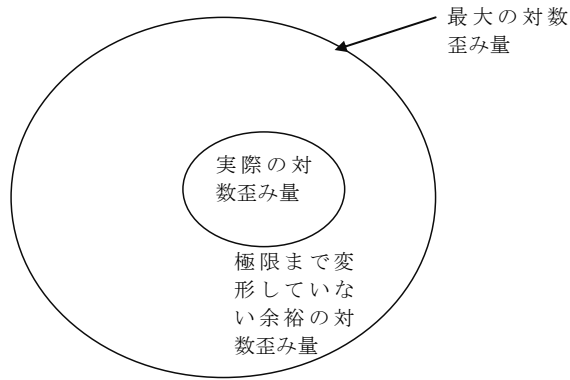 最大の対数
歪み量
実際の対
数歪み量
極限まで変
形していな
い余裕の対
数歪み量